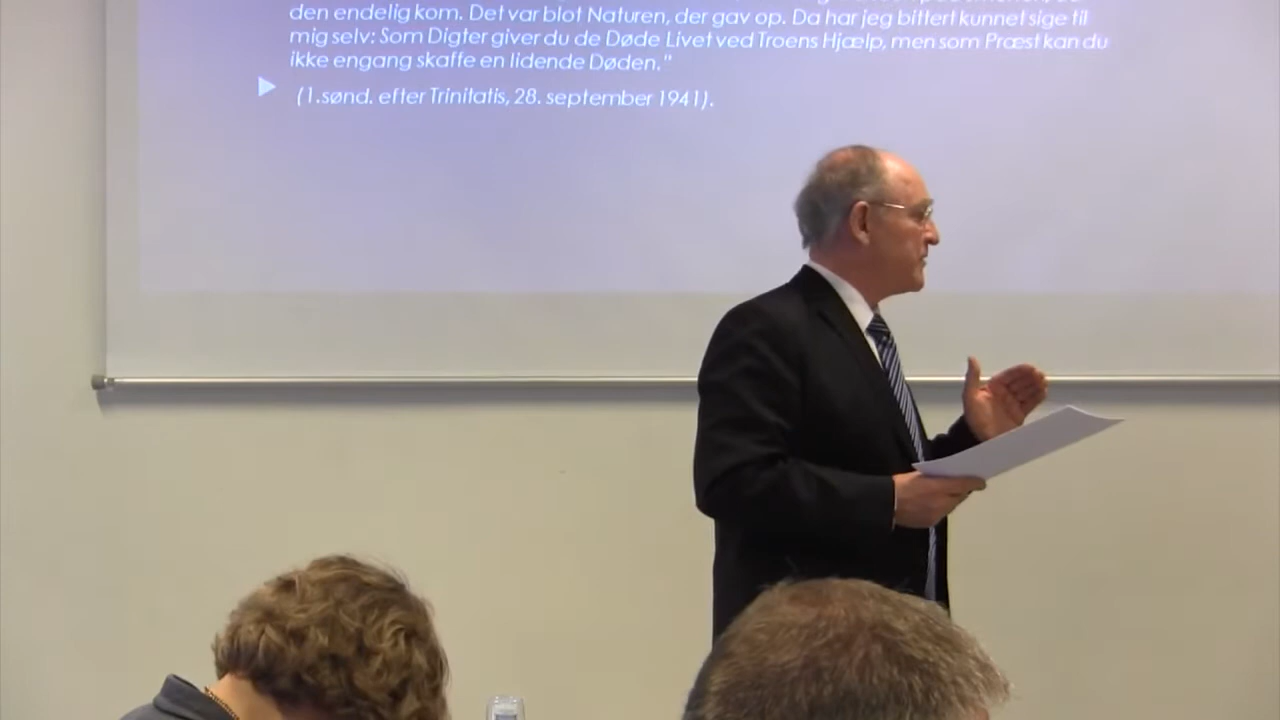 den endelig kom. Det var blot Naturen, der gav op. Da har jeg bittert kunnet sige til
mig selv: Som Digter giver du de Døde Livet ved Troens Hjælp, men som Præst kan du
ikke engang skaffe en lidende Døden."
(1.sønd. efter Trinitatis, 28. september 1941).